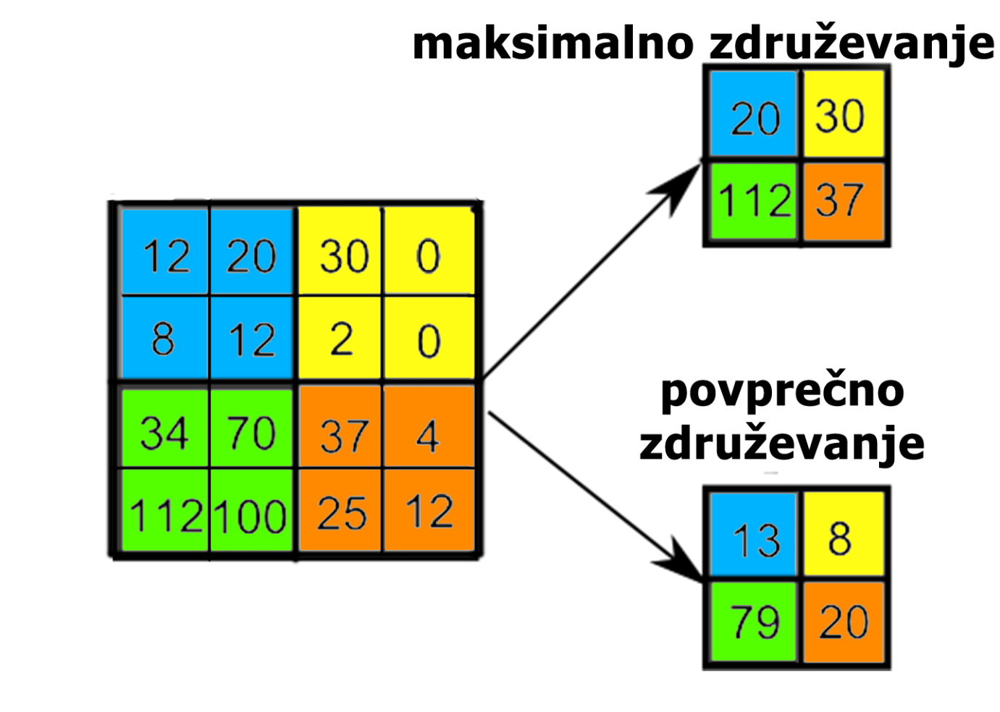 maksimalno združevanje
20 30
112 37
12 20 30 0
8 12 2 0
34 70 37 4
112 100 25 12
povprečno
združevanje
13 8
79 20